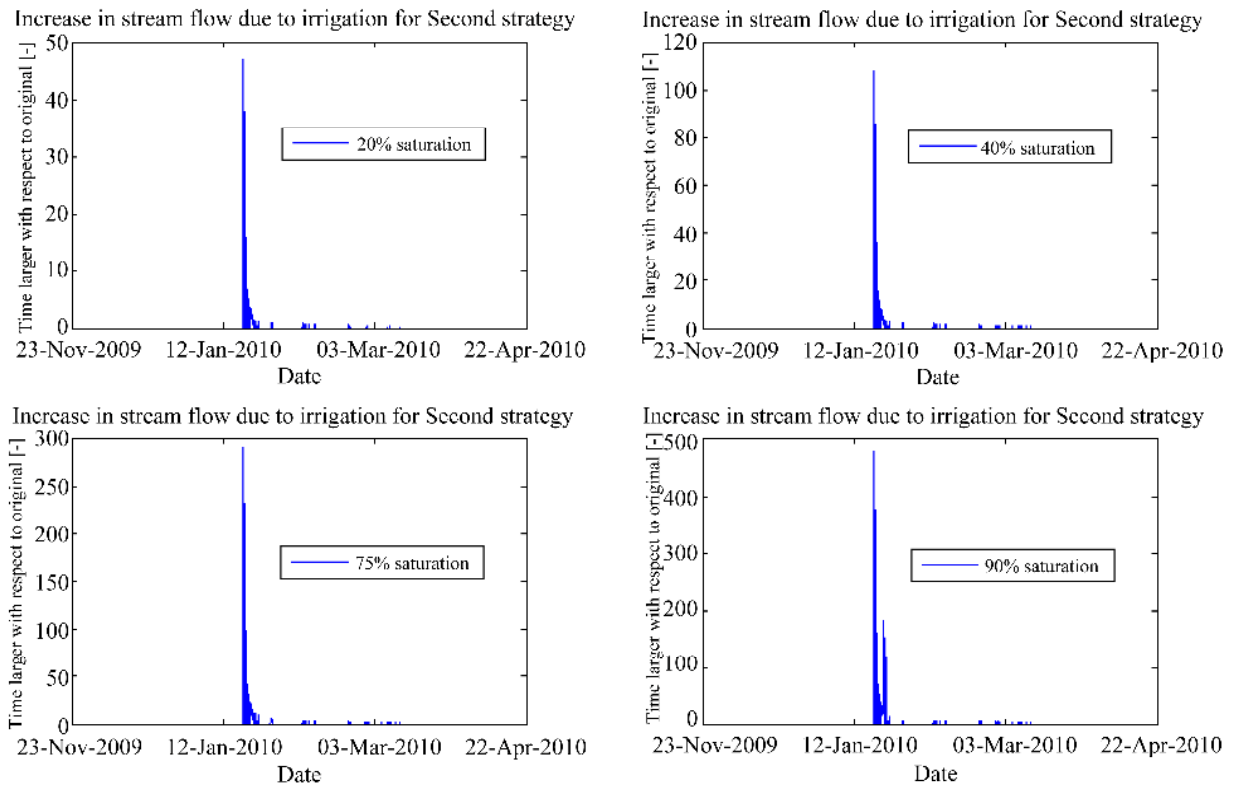 Increase in stream flow due to irrigation for Second strategy
Time larger with respect to original [-]
50
40
30
20
10
0
20% saturation
23-Nov-2009 12-Jan-2010 03-Mar-2010 22-Apr-2010
Date
Increase in stream flow due to irrigation for Second strategy
Time larger with respect to original [-]
120
100
80
60
40
20
0
40% saturation
23-Nov-2009 12-Jan-2010 03-Mar-2010 22-Apr-2010
Date
Increase in stream flow due to irrigation for Second strategy
Time larger with respect to original [-]
300
250
200
150
100
50
0
75% saturation
23-Nov-2009 12-Jan-2010 03-Mar-2010 22-Apr-2010
Date
Increase in stream flow due to irrigation for Second strategy
Time larger with respect to original [-]
500
400
300
200
100
0
90% saturation
23-Nov-2009 12-Jan-2010 03-Mar-2010 22-Apr-2010
Date